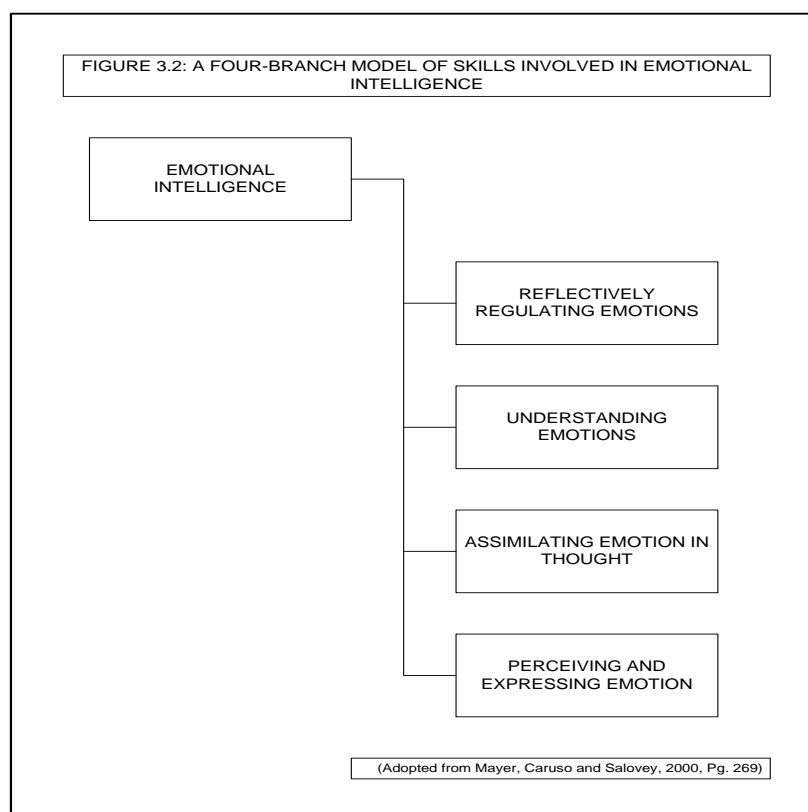 FIGURE 3.2: A FOUR-BRANCH MODEL OF SKILLS INVOLVED IN EMOTIONAL
INTELLIGENCE
EMOTIONAL
INTELLIGENCE
REFLECTIVELY
REGULATING EMOTIONS
UNDERSTANDING
EMOTIONS
ASSIMILATING EMOTION IN
THOUGHT
PERCEIVING AND
EXPRESSING EMOTION
(Adopted from Mayer, Caruso and Salovey, 2000, Pg. 269)